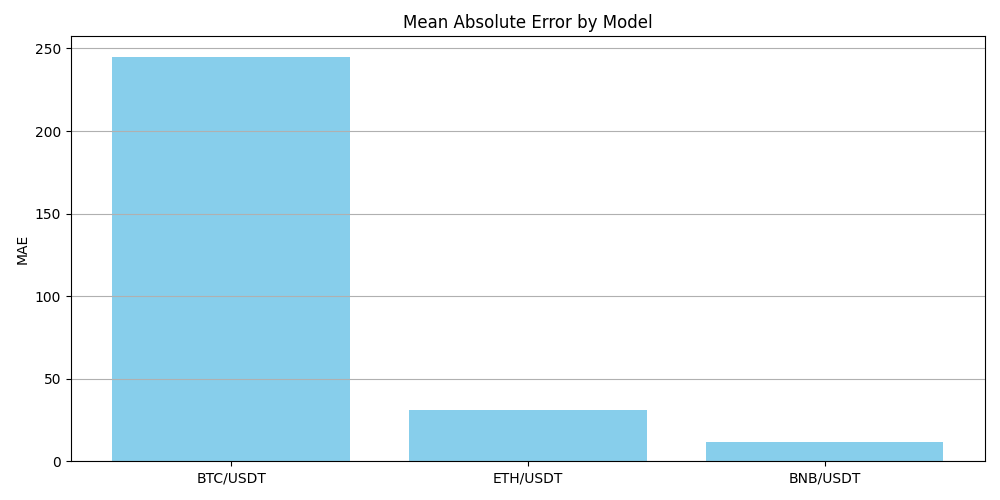 Mean Absolute Error by Model
250
200
150
100
50
0
MAE
BTC/USDT
ETH/USDT
BNB/USDT